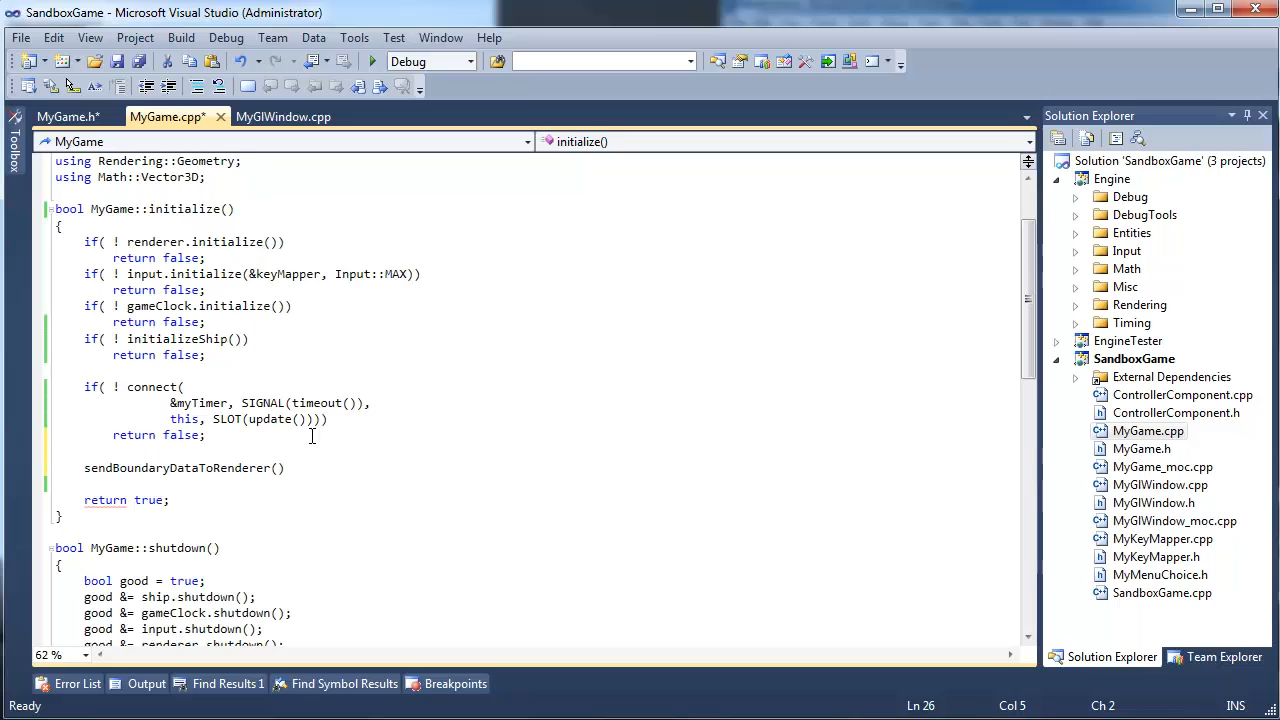 SandboxGame - Microsoft Visual Studio (Administrator)
File Edit View Project Build Debug Team Data Tools Test Window Help
Debug
MyGame.h* MyGame.cpp* MyGlWindow.cpp
MyGame initialize()
using Rendering::Geometry;
using Math::Vector3D;
bool MyGame::initialize()
{
if( ! renderer.initialize())
return false;
if( ! input.initialize(&keyMapper, Input::MAX))
return false;
if( ! gameClock.initialize())
return false;
if( ! initializeShip())
return false;
if( ! connect(
&myTimer, SIGNAL(timeout()),
this, SLOT(update())))
return false;
sendBoundaryDataToRenderer()
return true;
}
bool MyGame::shutdown()
{
bool good = true;
good &= ship.shutdown();
good &= gameClock.shutdown();
good &= input.shutdown();
good &= renderer.shutdown();
62 %
Toolbox
Solution Explorer
Solution 'SandboxGame' (3 projects)
Engine
Debug
DebugTools
Entities
Input
Math
Misc
Rendering
Timing
EngineTester
SandboxGame
External Dependencies
ControllerComponent.cpp
ControllerComponent.h
MyGame.cpp
MyGame.h
MyGame_moc.cpp
MyGlWindow.cpp
MyGlWindow.h
MyGlWindow_moc.cpp
MyKeyMapper.cpp
MyKeyMapper.h
MyMenuChoice.h
SandboxGame.cpp
Solution Explorer Team Explorer
Error List Output Find Results 1 Find Symbol Results Breakpoints
Ready Ln 26 Col 5 Ch 2 INS